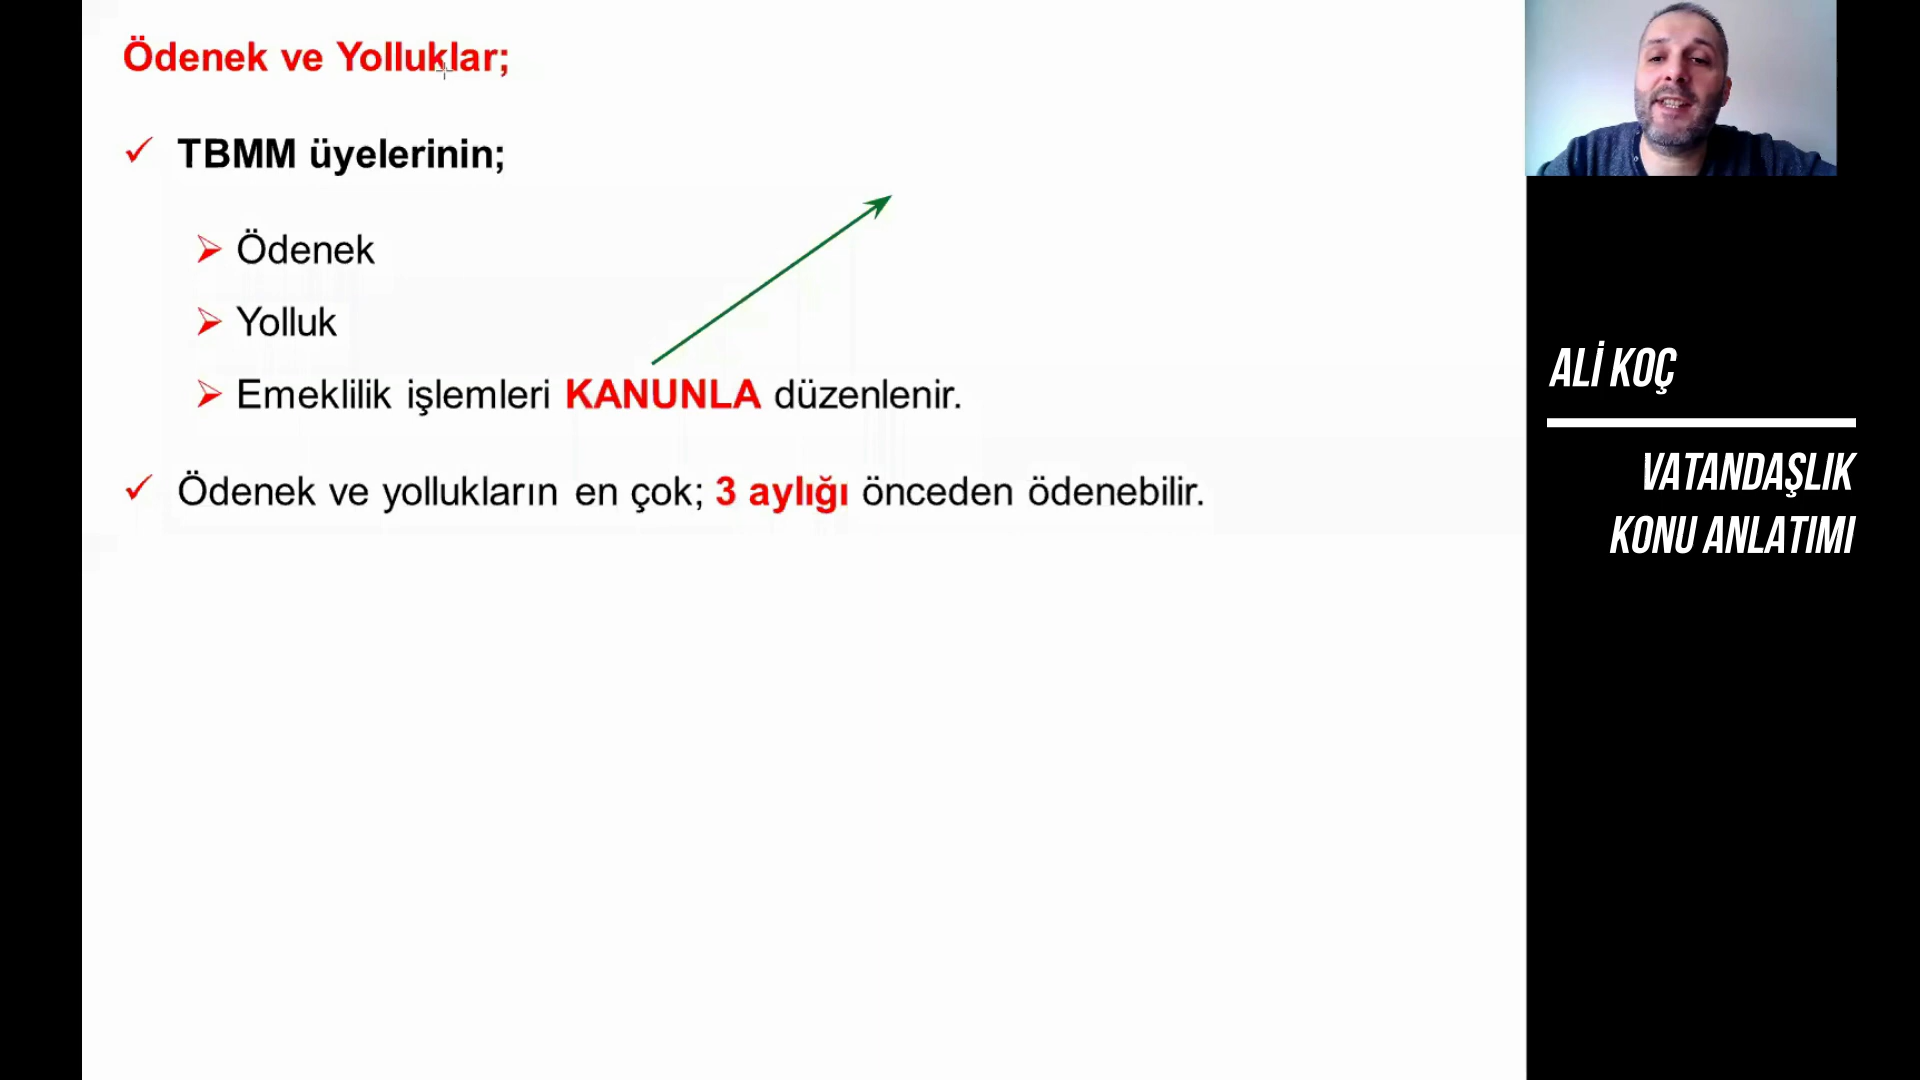 Ödenek ve Yolluklar;
TBMM üyelerinin;
Ödenek
Yolluk
Emeklilik işlemleri KANUNLA düzenlenir.
Ödenek ve yollukların en çok; 3 aylığı önceden ödenebilir.
ALİ KOÇ
VATANDAŞLIK
KONU ANLATIMI